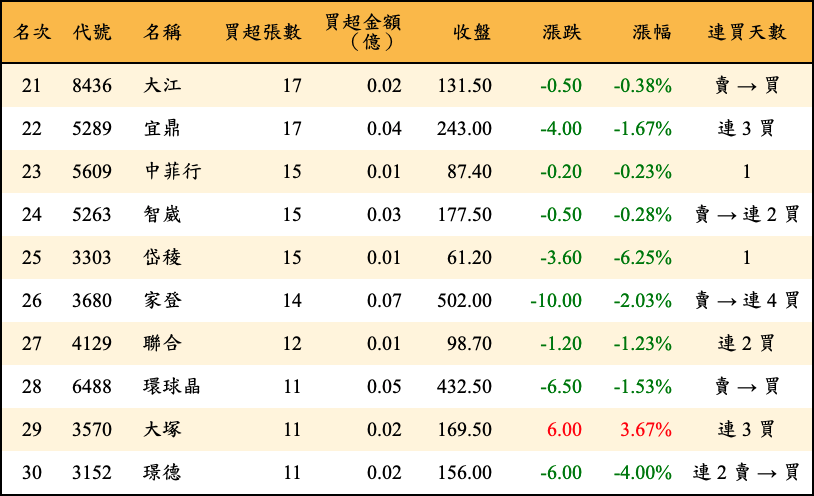 名次 代號 名稱 買超張數 買超金額（億） 收盤 漲跌 漲幅 連買天數
21 8436 大江 17 0.02 131.50 -0.50 -0.38% 賣 → 買
22 5289 宜鼎 17 0.04 243.00 -4.00 -1.67% 連 3 買
23 5609 中菲行 15 0.01 87.40 -0.20 -0.23% 1
24 5263 智崴 15 0.03 177.50 -0.50 -0.28% 賣 → 連 2 買
25 3303 岱稜 15 0.01 61.20 -3.60 -6.25% 1
26 3680 家登 14 0.07 502.00 -10.00 -2.03% 賣 → 連 4 買
27 4129 聯合 12 0.01 98.70 -1.20 -1.23% 連 2 買
28 6488 環球晶 11 0.05 432.50 -6.50 -1.53% 賣 → 買
29 3570 大塚 11 0.02 169.50 6.00 3.67% 連 3 買
30 3152 璟德 11 0.02 156.00 -6.00 -4.00% 連 2 賣 → 買